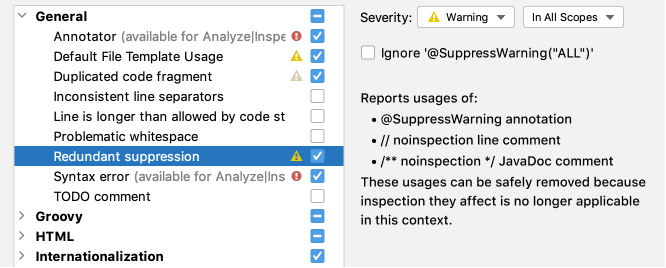 General
Annotator (available for Analyze|Inspe
Default File Template Usage
Duplicated code fragment
Inconsistent line separators
Line is longer than allowed by code st
Problematic whitespace
Redundant suppression
Syntax error (available for Analyze|Ins
TODO comment
Groovy
HTML
Internationalization
Severity: Warning In All Scopes
Ignore '@SuppressWarning("ALL")'
Reports usages of:
• @SuppressWarning annotation
• // noinspection line comment
• /** noinspection */ JavaDoc comment
These usages can be safely removed because
inspection they affect is no longer applicable
in this context.